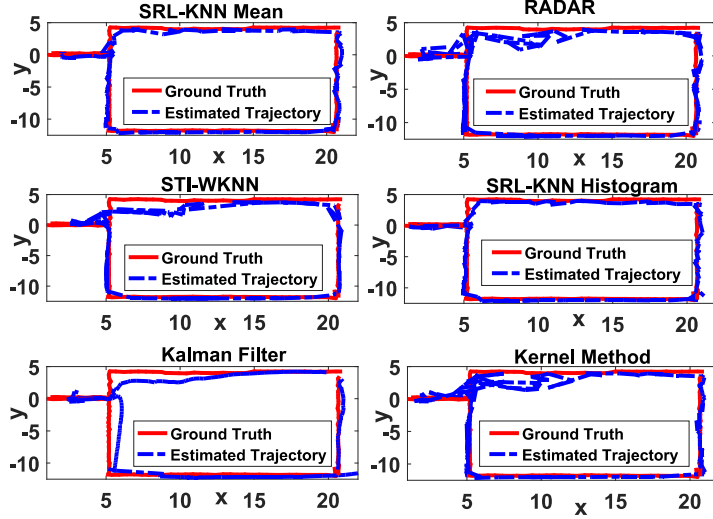 SRL-KNN Mean
RADAR
5
0
-5
-10
y
Ground Truth
Estimated Trajectory
5
10
x
15
20
5
0
-5
-10
y
Ground Truth
Estimated Trajectory
5
10
x
15
20
STI-WKNN
SRL-KNN Histogram
5
0
-5
-10
y
Ground Truth
Estimated Trajectory
5
10
x
15
20
5
0
-5
-10
y
Ground Truth
Estimated Trajectory
5
10
x
15
20
Kalman Filter
Kernel Method
5
0
-5
-10
y
Ground Truth
Estimated Trajectory
5
10
x
15
20
5
0
-5
-10
y
Ground Truth
Estimated Trajectory
5
10
x
15
20